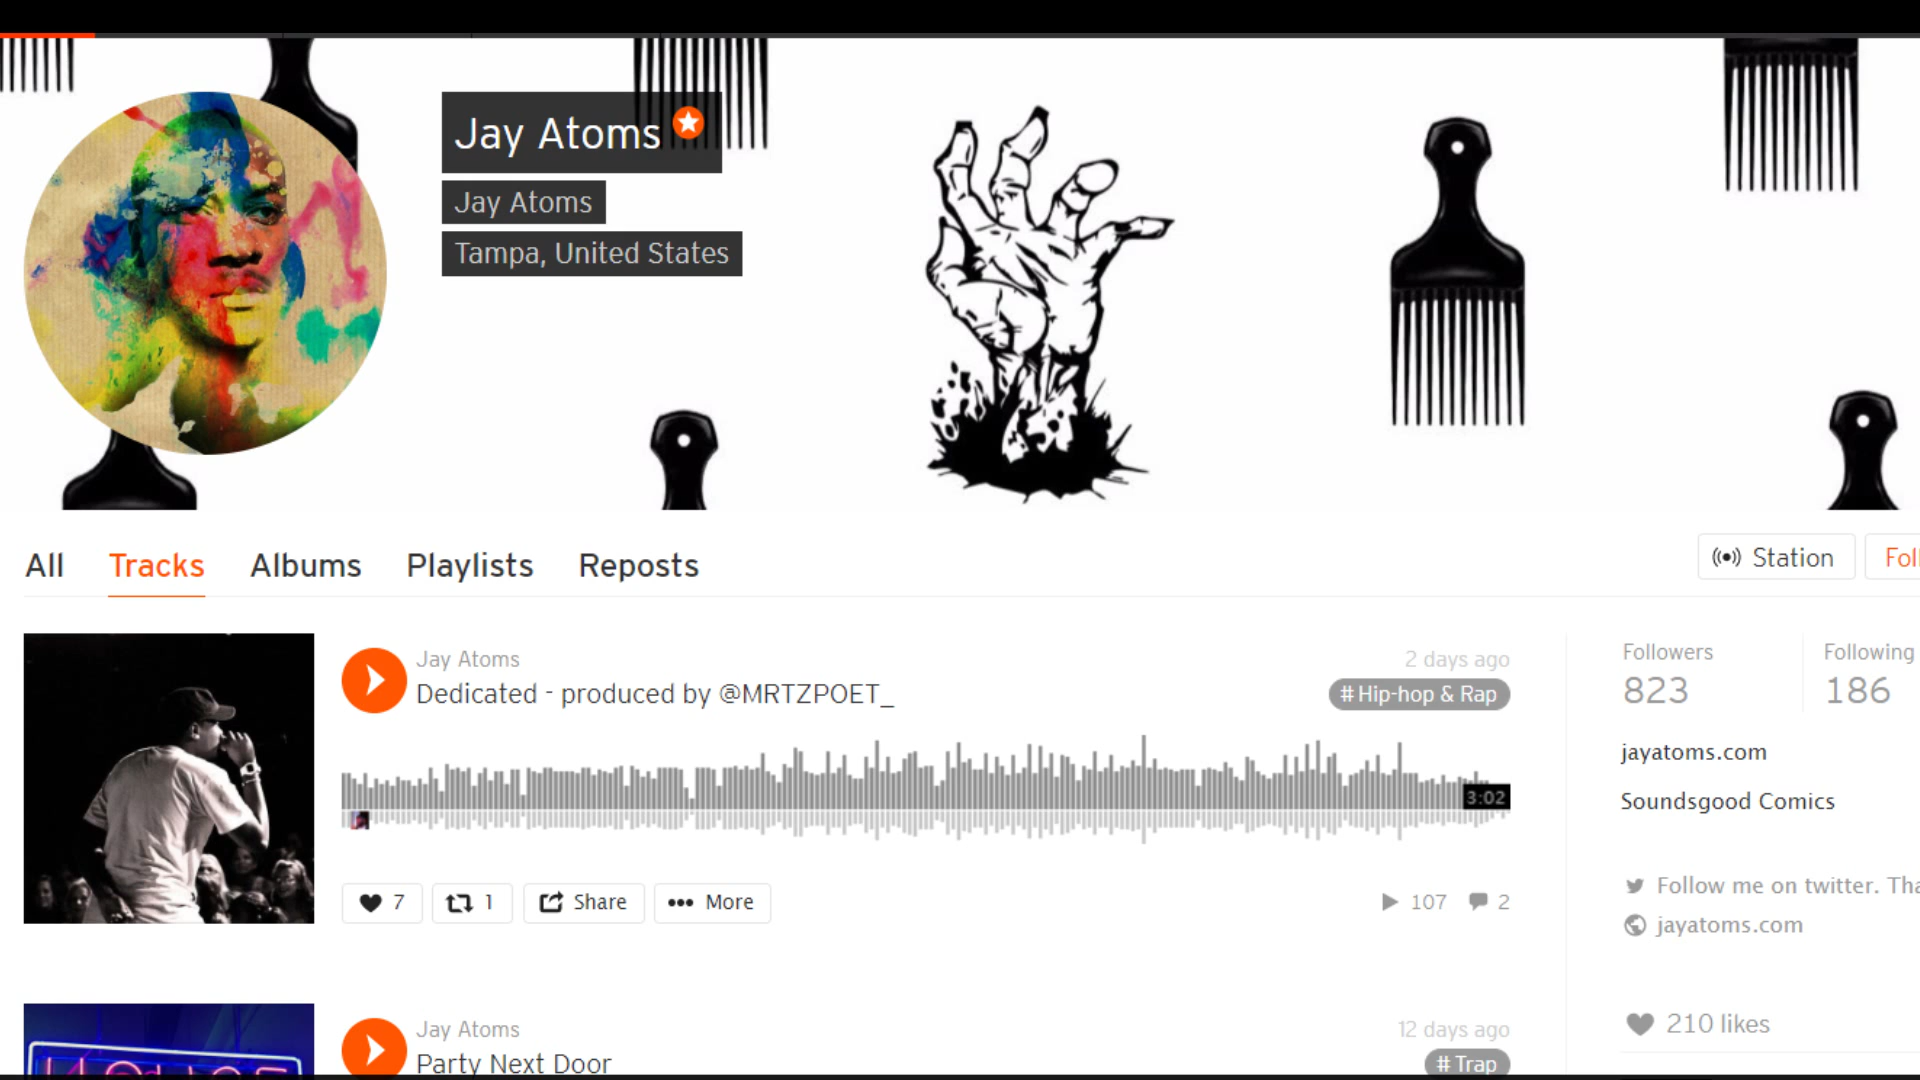 Jay Atoms
Jay Atoms
Tampa, United States
All Tracks Albums Playlists Reposts
Station
Jay Atoms
2 days ago
Dedicated - produced by @MRTZPOET_
# Hip-hop & Rap
3:02
7 1 Share More
107 2
Followers Following
823 186
jayatoms.com
Soundsgood Comics
Follow me on twitter.
jayatoms.com
210 likes
Jay Atoms
12 days ago
Party Next Door
# Trap